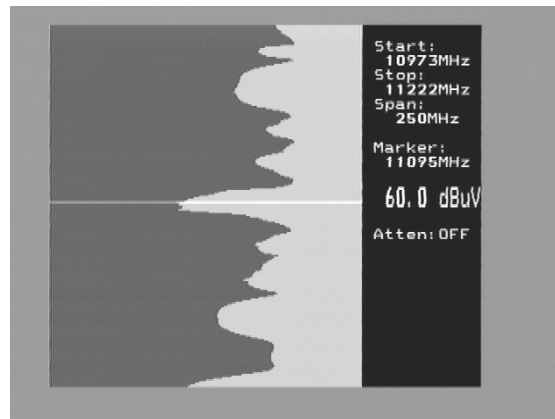 Start:
10973MHz
Stop:
11222MHz
Span:
250MHz
Marker:
11095MHz
60.0 dBuV
Atten:OFF